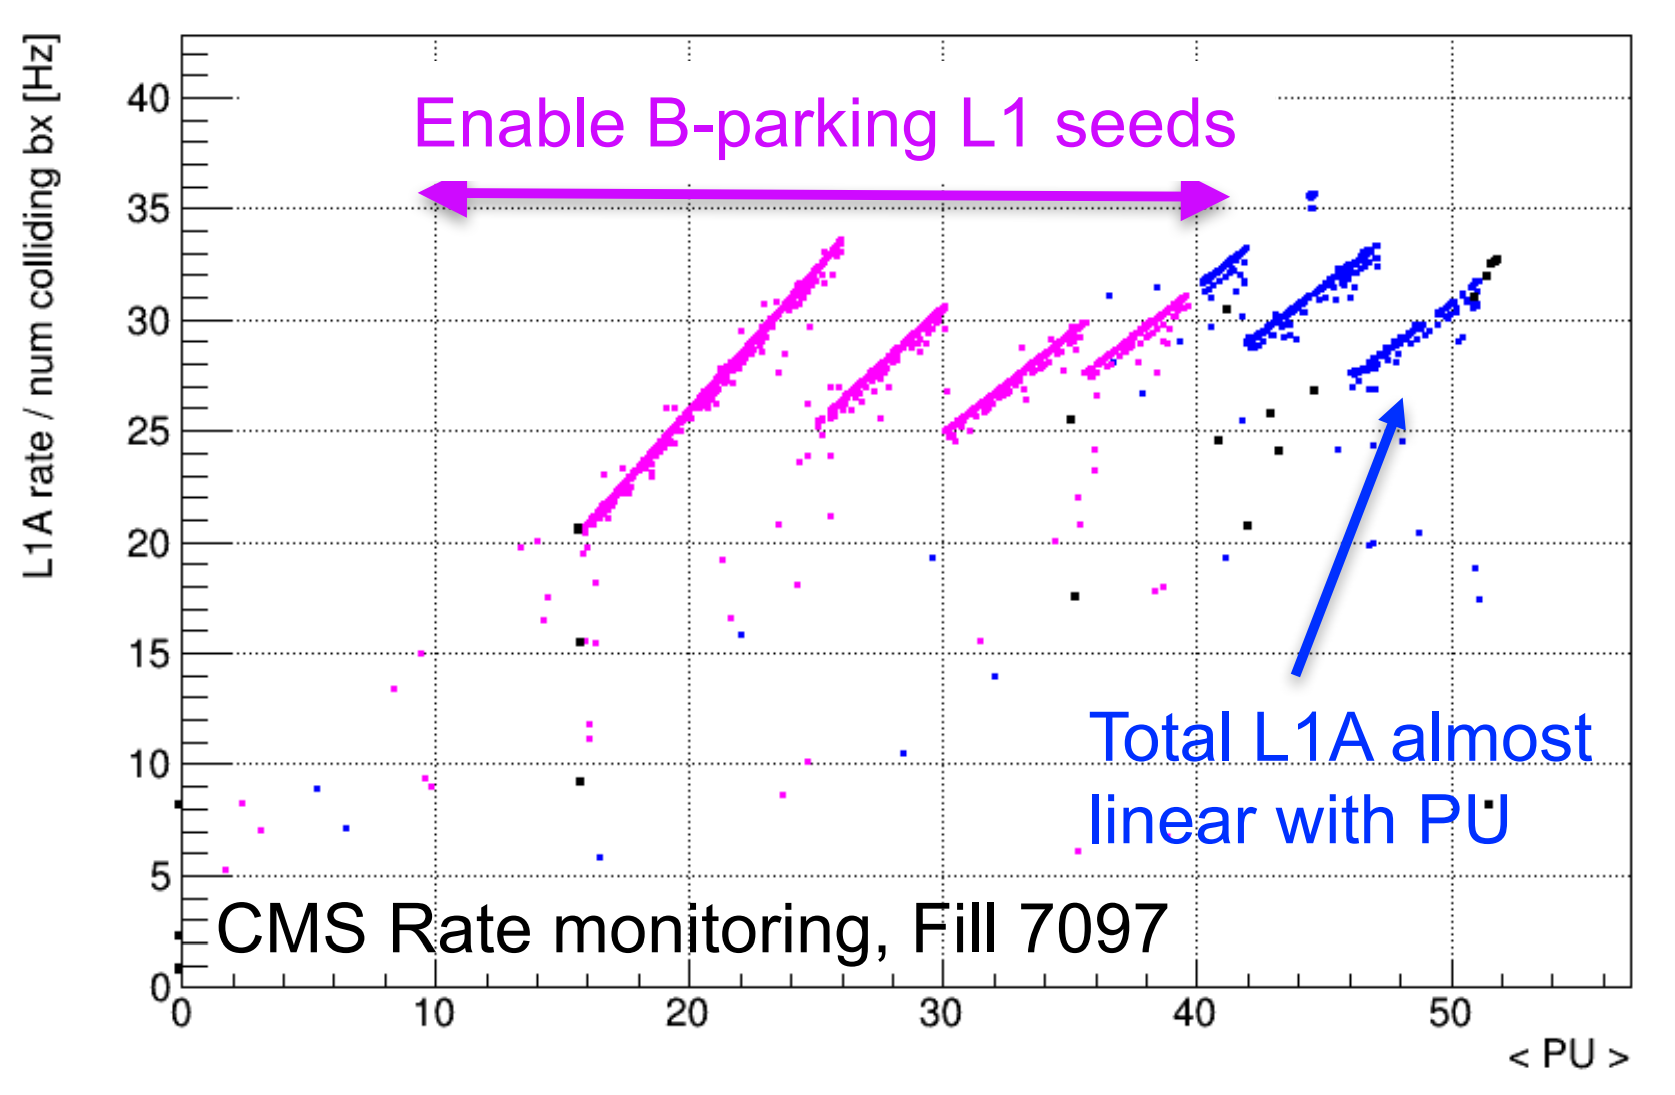 L1A rate / num colliding bx [Hz]
40
35
30
25
20
15
10
5
0
Enable B-parking L1 seeds
Total L1A almost
linear with PU
CMS Rate monitoring, Fill 7097
0 10 20 30 40 50
< PU >